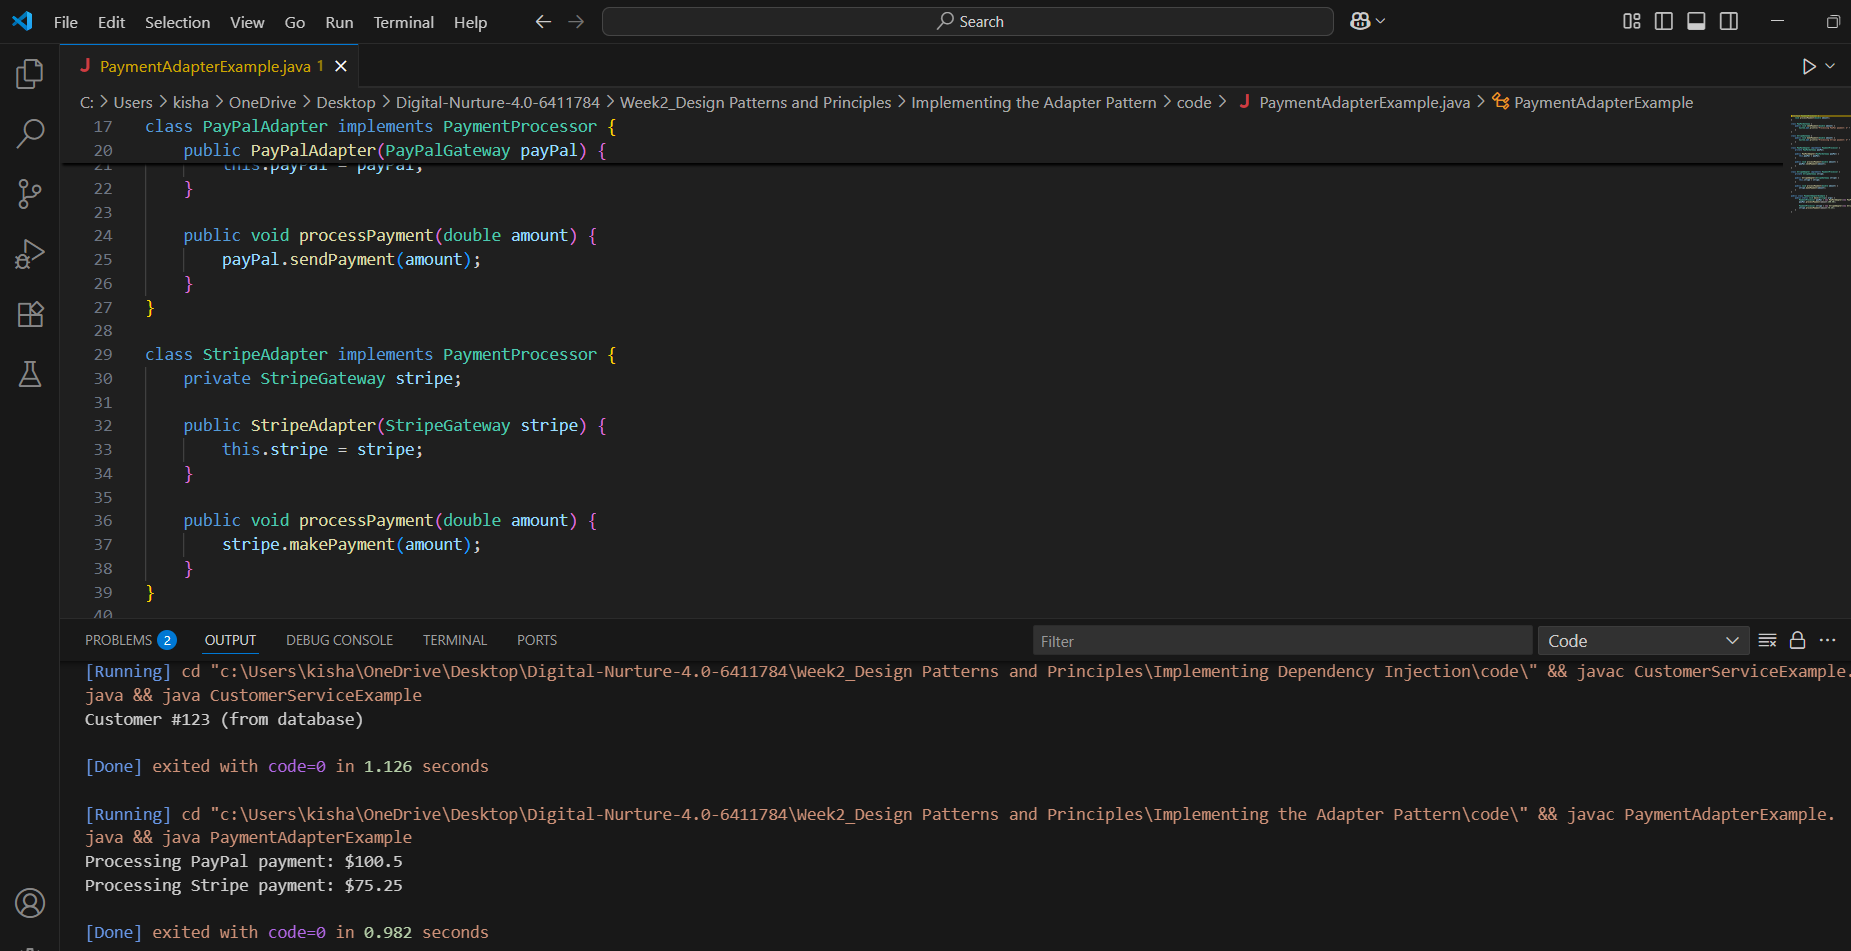 File Edit Selection View Go Run Terminal Help Search
PaymentAdapterExample.java 1
C: > Users > kisha > OneDrive > Desktop > Digital-Nurture-4.0-6411784 > Week2_Design Patterns and Principles > Implementing the Adapter Pattern > code > J PaymentAdapterExample.java > PaymentAdapterExample
17 class PayPalAdapter implements PaymentProcessor {
20 public PayPalAdapter(PayPalGateway payPal) {
21 this.payPal = payPal;
22 }
23
24 public void processPayment(double amount) {
25 payPal.sendPayment(amount);
26 }
27 }
28
29 class StripeAdapter implements PaymentProcessor {
30 private StripeGateway stripe;
31
32 public StripeAdapter(StripeGateway stripe) {
33 this.stripe = stripe;
34 }
35
36 public void processPayment(double amount) {
37 stripe.makePayment(amount);
38 }
39 }
40
PROBLEMS 2 OUTPUT DEBUG CONSOLE TERMINAL PORTS Filter Code
[Running] cd "c:\Users\kisha\OneDrive\Desktop\Digital-Nurture-4.0-6411784\Week2_Design Patterns and Principles\Implementing Dependency Injection\code\" && javac CustomerServiceExample.
java && java CustomerServiceExample
Customer #123 (from database)
[Done] exited with code=0 in 1.126 seconds
[Running] cd "c:\Users\kisha\OneDrive\Desktop\Digital-Nurture-4.0-6411784\Week2_Design Patterns and Principles\Implementing the Adapter Pattern\code\" && javac PaymentAdapterExample.
java && java PaymentAdapterExample
Processing PayPal payment: $100.5
Processing Stripe payment: $75.25
[Done] exited with code=0 in 0.982 seconds